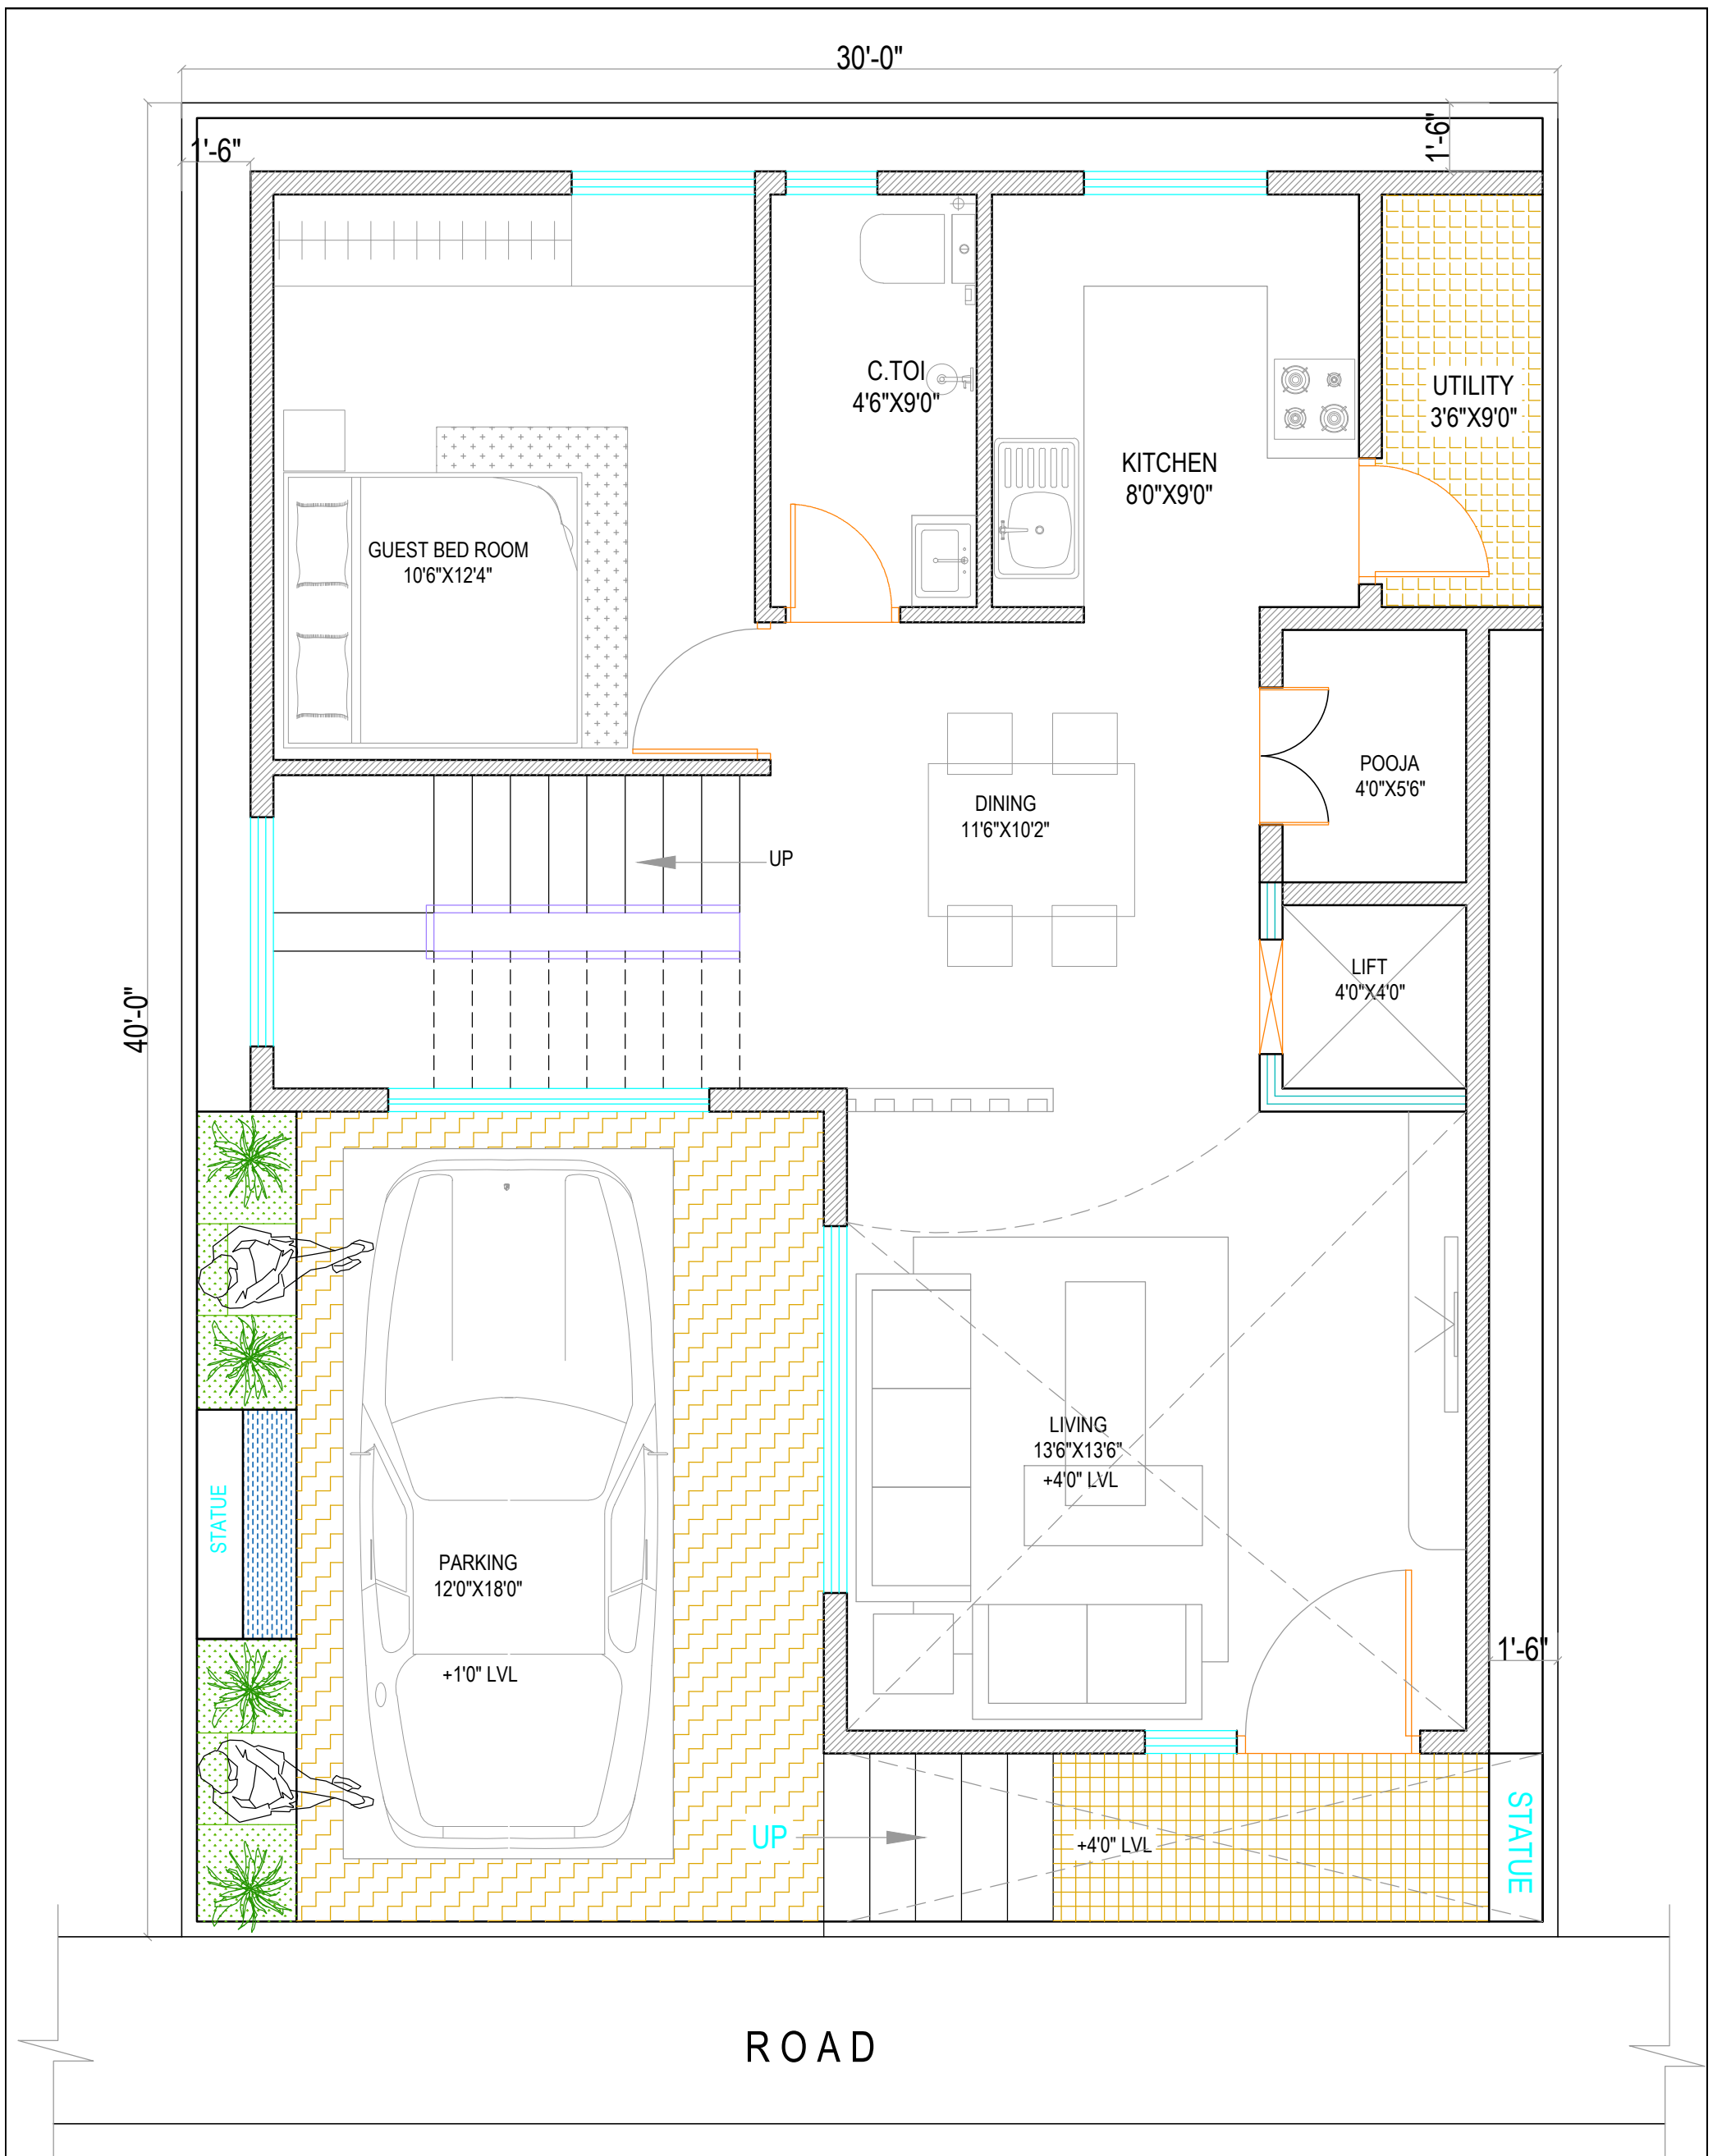 30'-0"
1'-6"
1'-6"
C.TOI
4'6"X9'0"
UTILITY
3'6"X9'0"
KITCHEN
8'0"X9'0"
GUEST BED ROOM
10'6"X12'4"
POOJA
4'0"X5'6"
DINING
11'6"X10'2"
UP
LIFT
4'0"X4'0"
40'-0"
LIVING
13'6"X13'6"
+4'0" LVL
STATUE
PARKING
12'0"X18'0"
+1'0" LVL
1'-6"
UP
+4'0" LVL
STATUE
ROAD